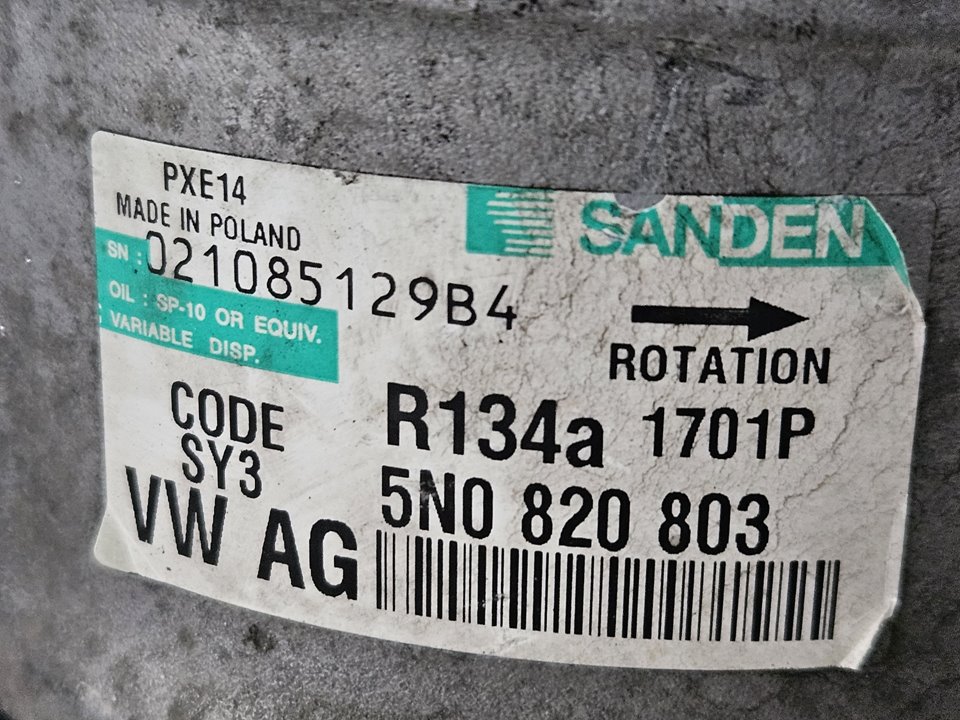 PXE14
MADE IN POLAND
SN : 021085129B4
OIL : SP-10 OR EQUIV.
VARIABLE DISP.
SANDEN
ROTATION
CODE
SY3
R134a 1701P
VW AG
5N0 820 803